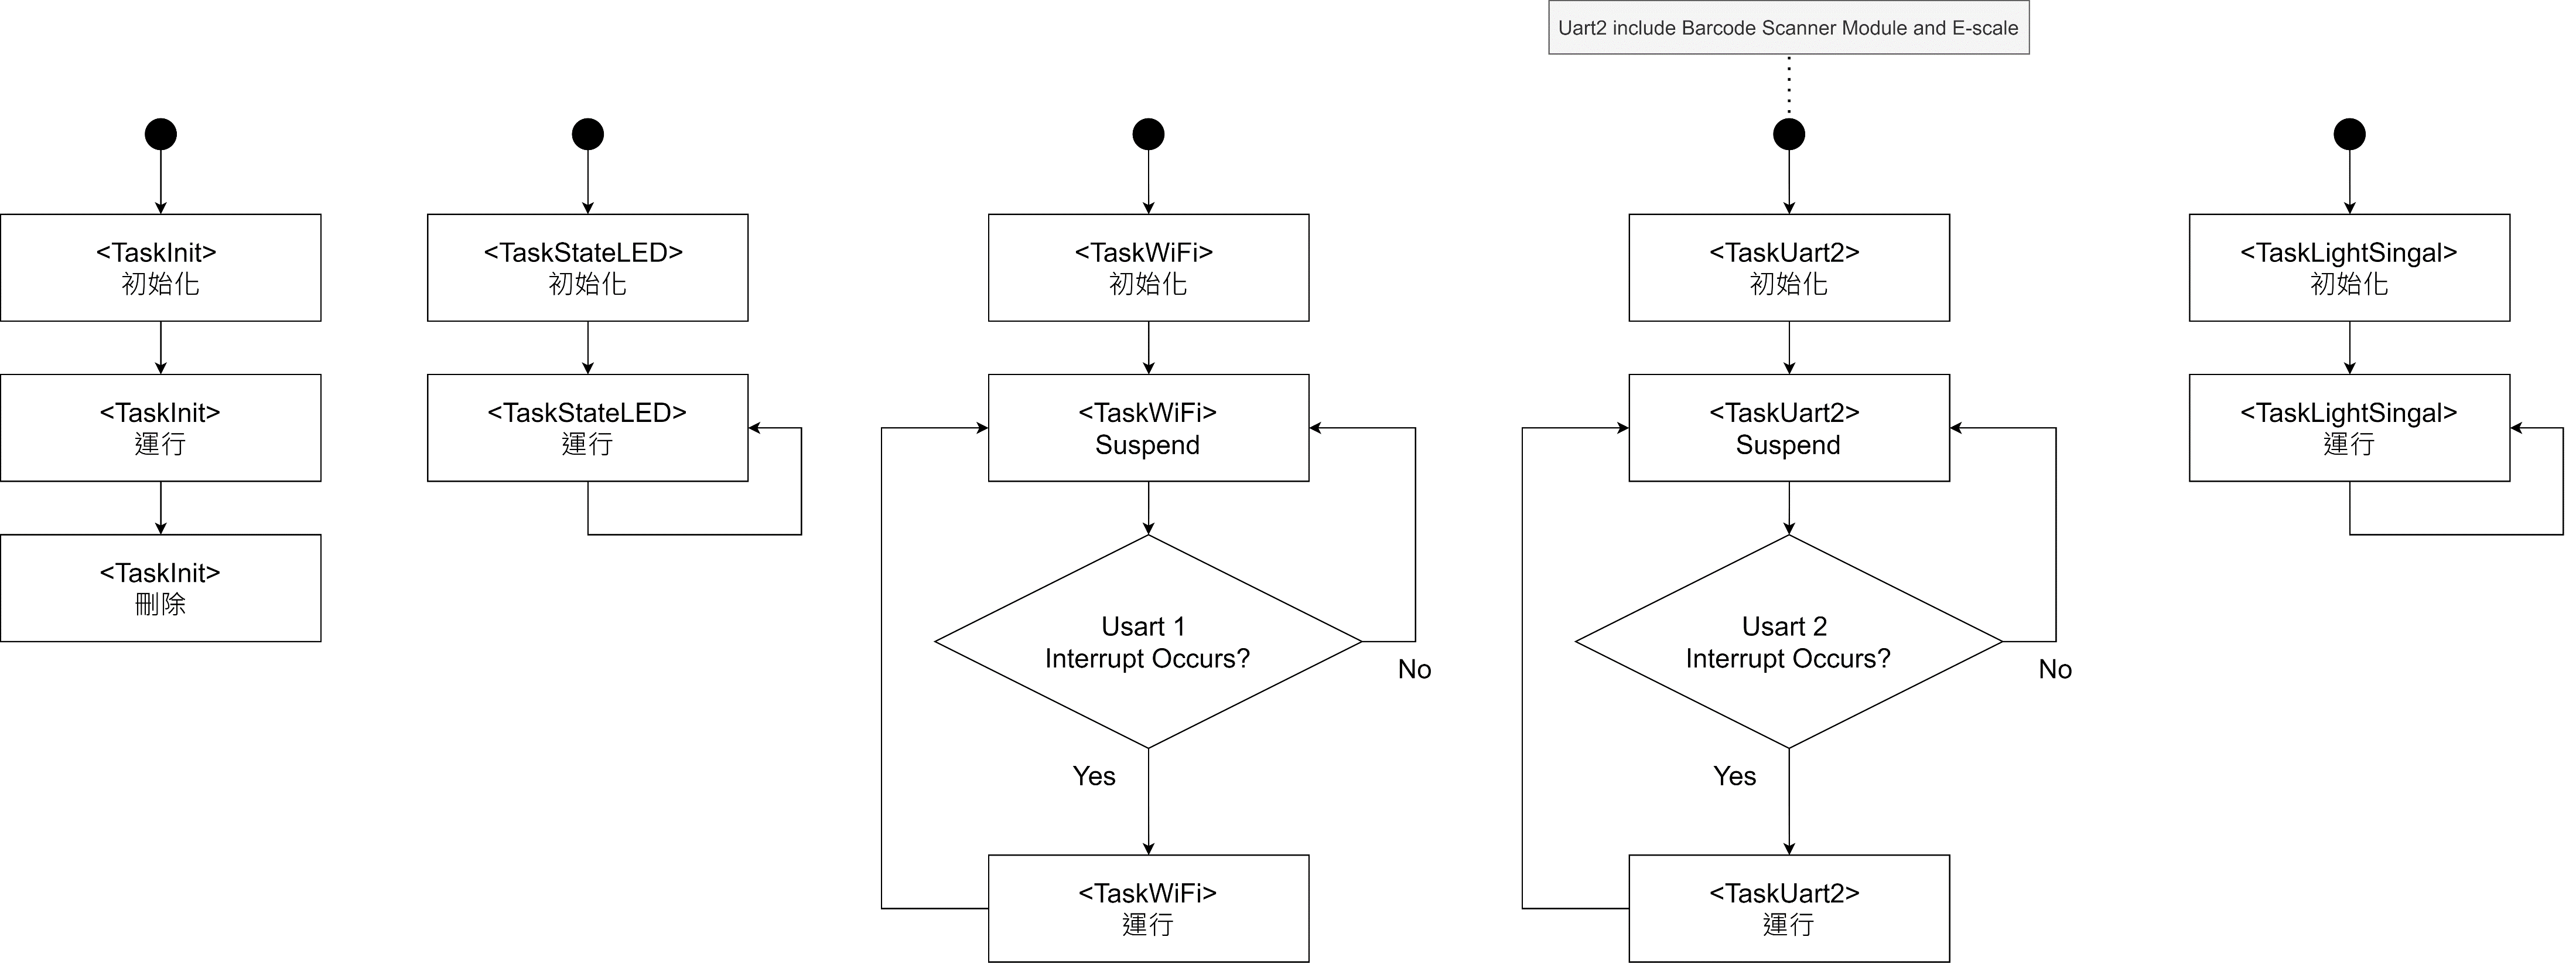 Uart2 include Barcode Scanner Module and E-scale
<TaskInit>
初始化
<TaskInit>
運行
<TaskInit>
刪除
<TaskStateLED>
初始化
<TaskStateLED>
運行
<TaskWiFi>
初始化
<TaskWiFi>
Suspend
Usart 1
Interrupt Occurs?
No
Yes
<TaskWiFi>
運行
<TaskUart2>
初始化
<TaskUart2>
Suspend
Usart 2
Interrupt Occurs?
No
Yes
<TaskUart2>
運行
<TaskLightSingal>
初始化
<TaskLightSingal>
運行